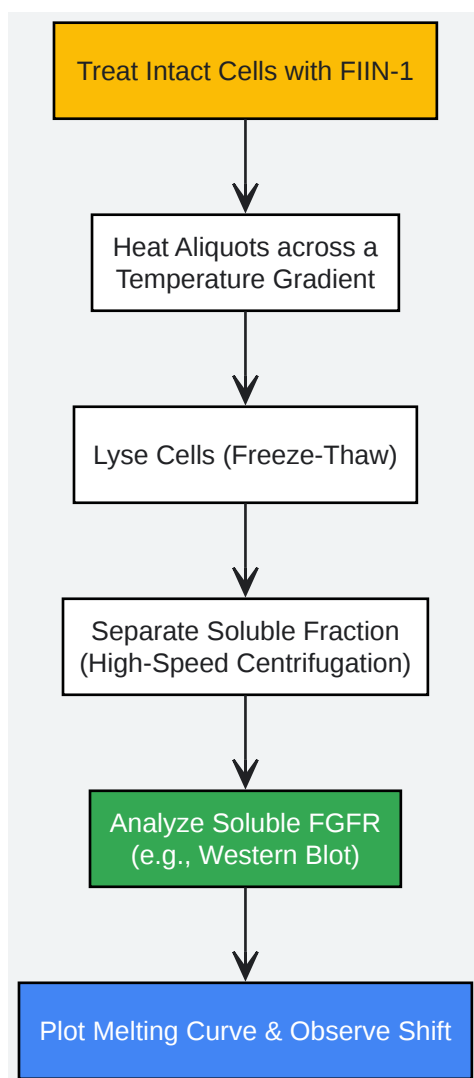 Treat Intact Cells with FIIN-1
Heat Aliquots across a
Temperature Gradient
Lyse Cells (Freeze-Thaw)
Separate Soluble Fraction
(High-Speed Centrifugation)
Analyze Soluble FGFR
(e.g., Western Blot)
Plot Melting Curve & Observe Shift